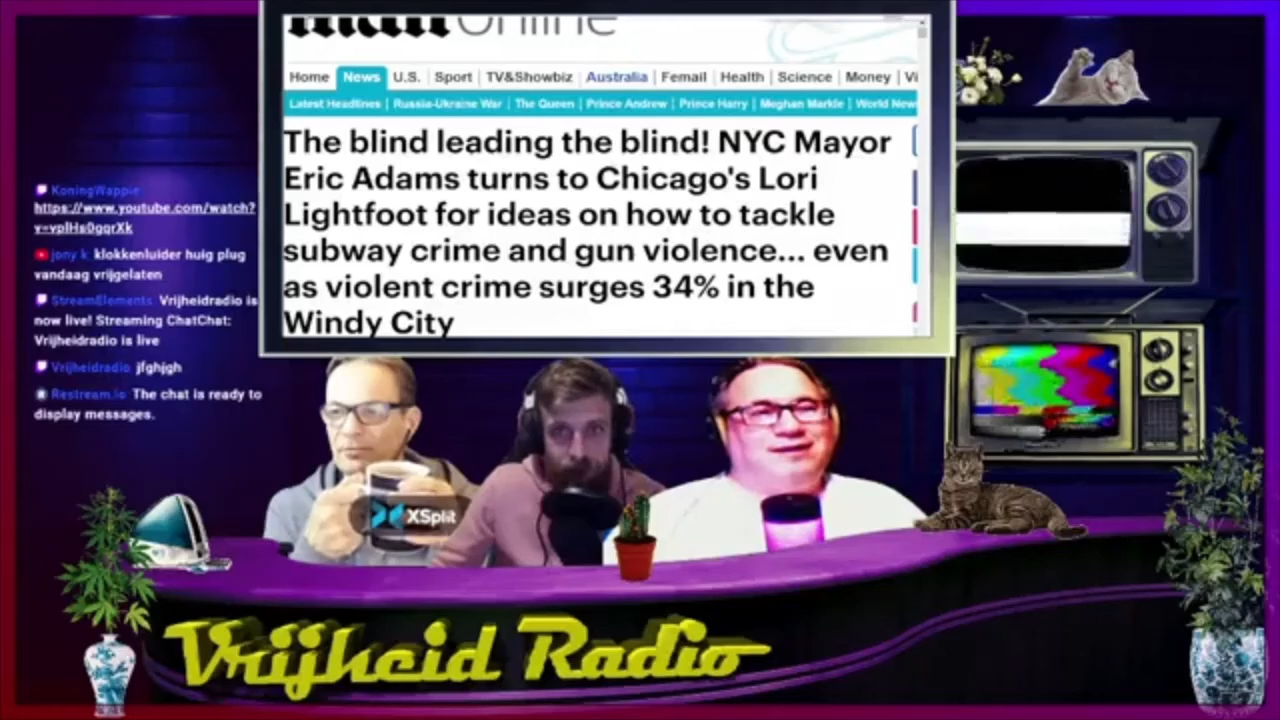 Mail Online
Home | News | U.S. | Sport | TV&Showbiz | Australia | Femail | Health | Science | Money |
Latest Headlines | Russia-Ukraine War | The Queen | Prince Andrew | Prince Harry | Meghan Markle | World News
The blind leading the blind! NYC Mayor
Eric Adams turns to Chicago's Lori
Lightfoot for ideas on how to tackle
subway crime and gun violence... even
as violent crime surges 34% in the
Windy City
KoningWappie
https://www.youtube.com/watch?
jony k klokkenluider huig plug
vandaag vrijgelaten
StreamElements Vrijheidradio is
now live! Streaming ChatChat:
Vrijheidradio is live
Vrijheidradio jfghjgh
Restream.io The chat is ready to
display messages.
XSplit
Vrijheid Radio